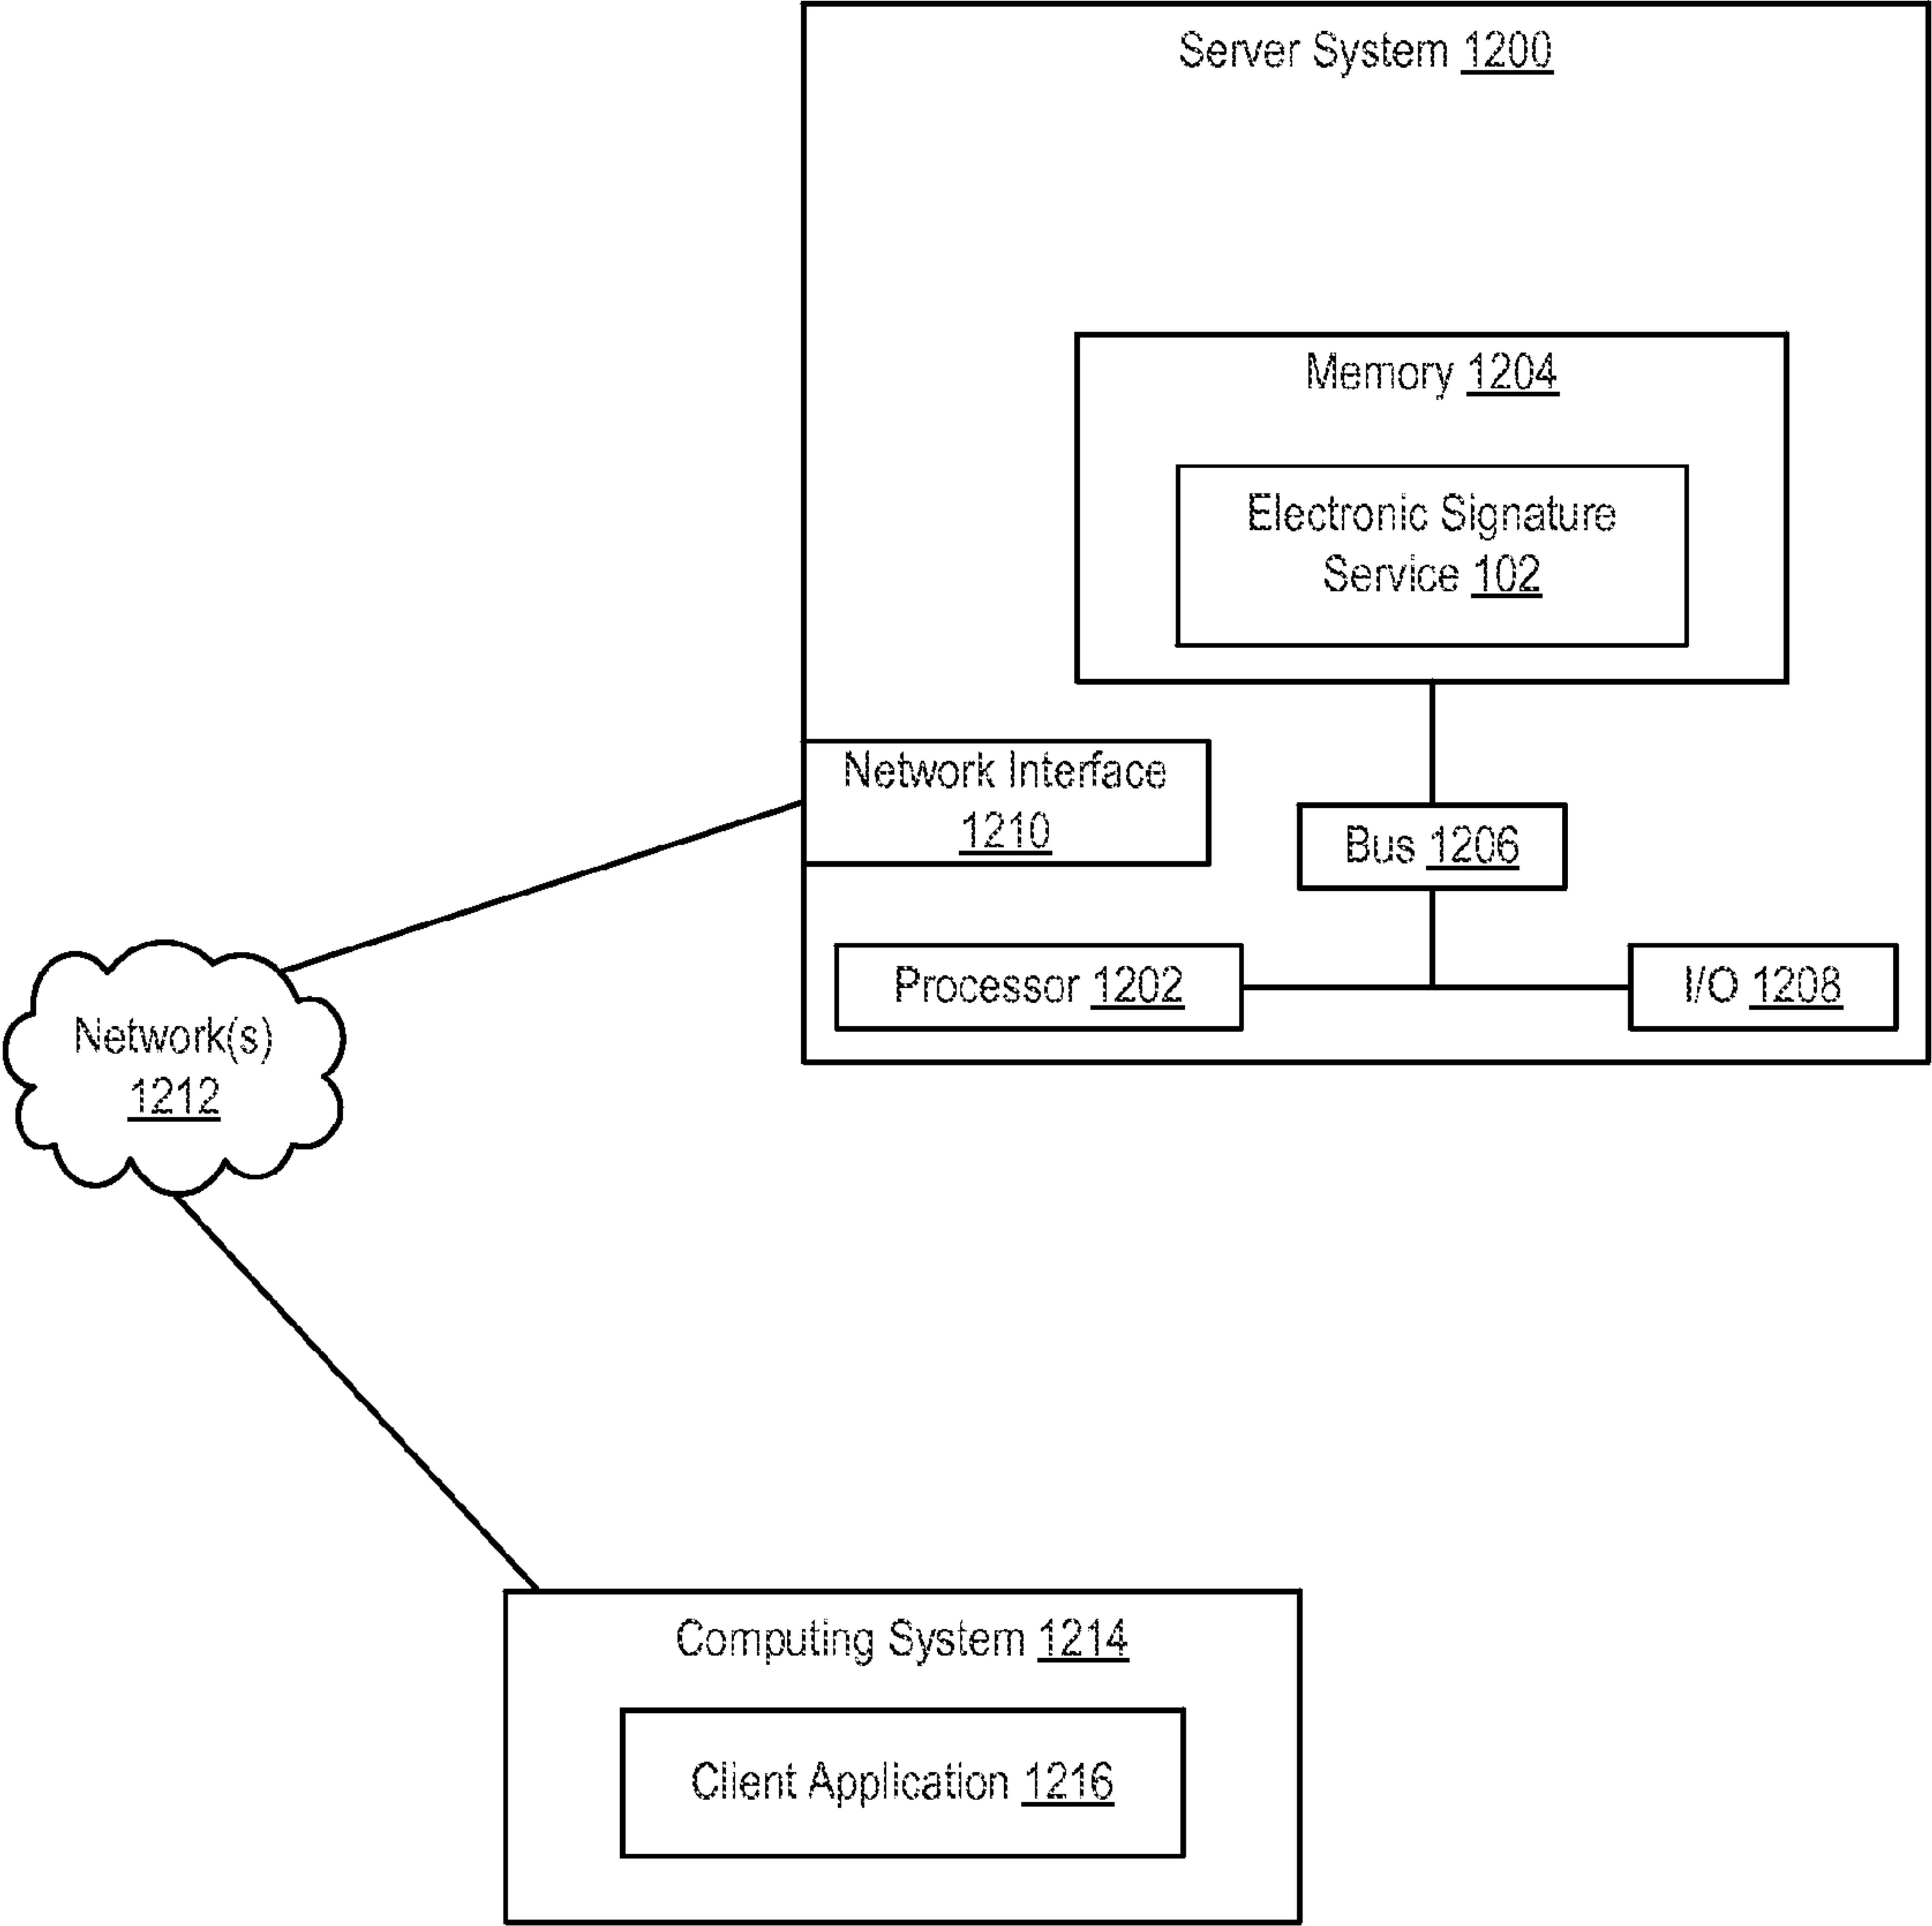 Server System 1200
Memory 1204
Electronic Signature
Service 102
Network Interface
1210
Bus 1206
Processor 1202
I/O 1208
Network(s)
1212
Computing System 1214
Client Application 1216